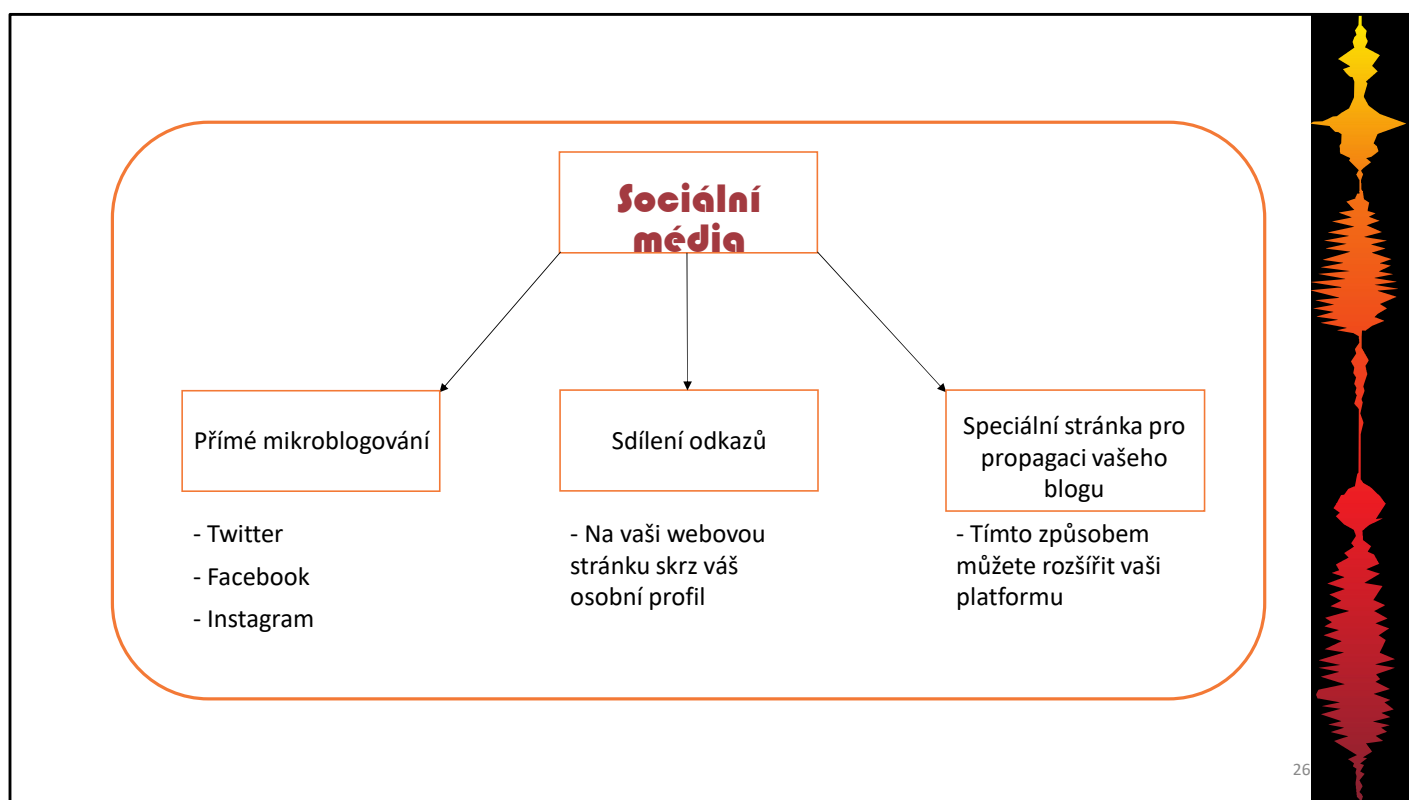 Sociální
média
Přímé mikroblogování
- Twitter
- Facebook
- Instagram
Sdílení odkazů
- Na vaši webovou
stránku skrz váš
osobní profil
Speciální stránka pro
propagaci vašeho
blogu
- Tímto způsobem
můžete rozšířit vaši
platformu
26